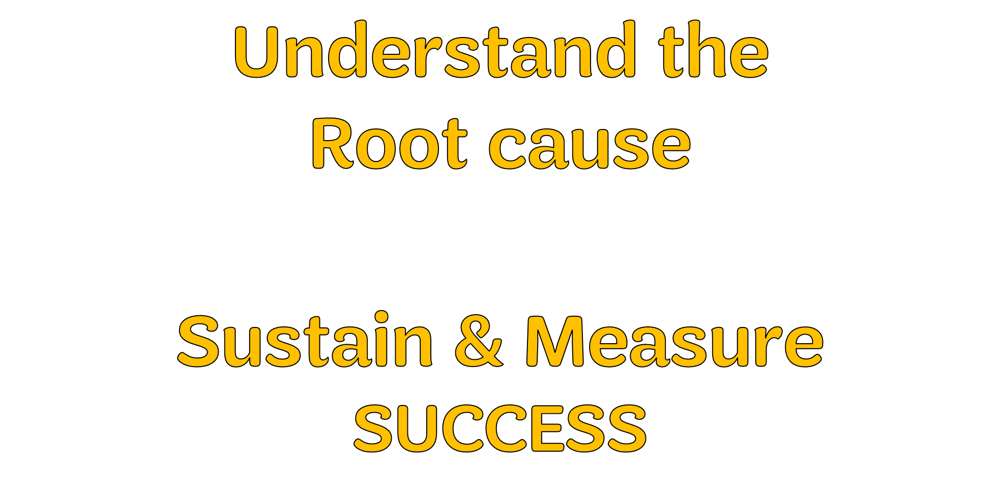 Understand the
Root cause
Sustain & Measure
SUCCESS